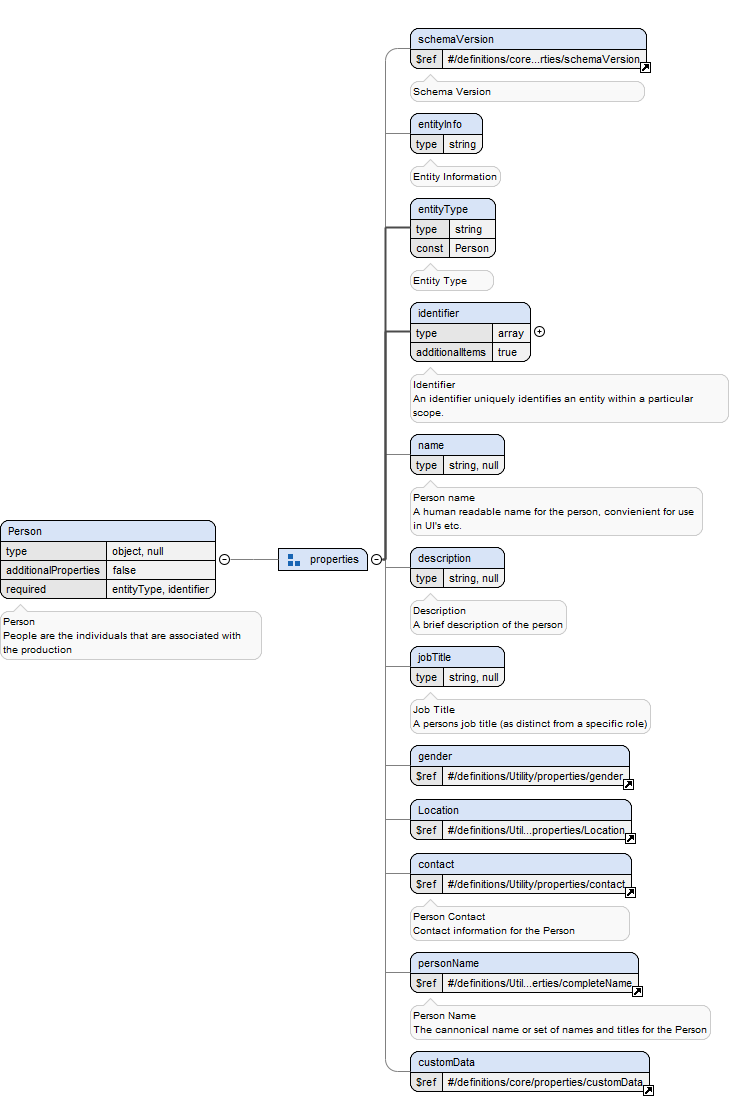 schemaVersion
$ref #/definitions/core...rties/schemaVersion
Schema Version
entityInfo
type string
Entity Information
entityType
type string
const Person
Entity Type
identifier
type array
additionalItems true
Identifier
An identifier uniquely identifies an entity within a particular
scope.
name
type string, null
Person name
A human readable name for the person, convienient for use
in UI's etc.
Person
type object, null
additionalProperties false
required entityType, identifier
Person
People are the individuals that are associated with
the production
properties
description
type string, null
Description
A brief description of the person
jobTitle
type string, null
Job Title
A persons job title (as distinct from a specific role)
gender
$ref #/definitions/Utility/properties/gender
Location
$ref #/definitions/Util...properties/Location
contact
$ref #/definitions/Utility/properties/contact
Person Contact
Contact information for the Person
personName
$ref #/definitions/Util...erties/completeName
Person Name
The cannonical name or set of names and titles for the Person
customData
$ref #/definitions/core/properties/customData